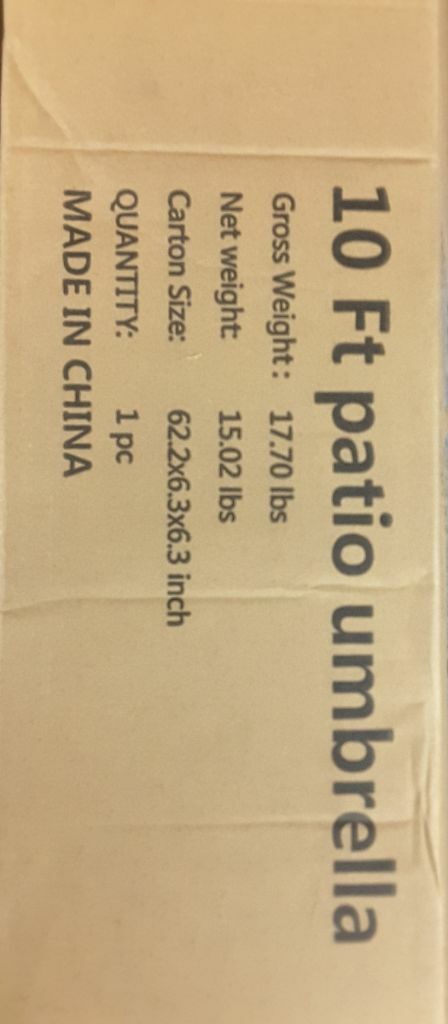 10 Ft patio umbrella
Gross Weight: 17.70 lbs
Net weight: 15.02 lbs
Carton Size: 62.2x6.3x6.3 inch
QUANTITY: 1 pc
MADE IN CHINA